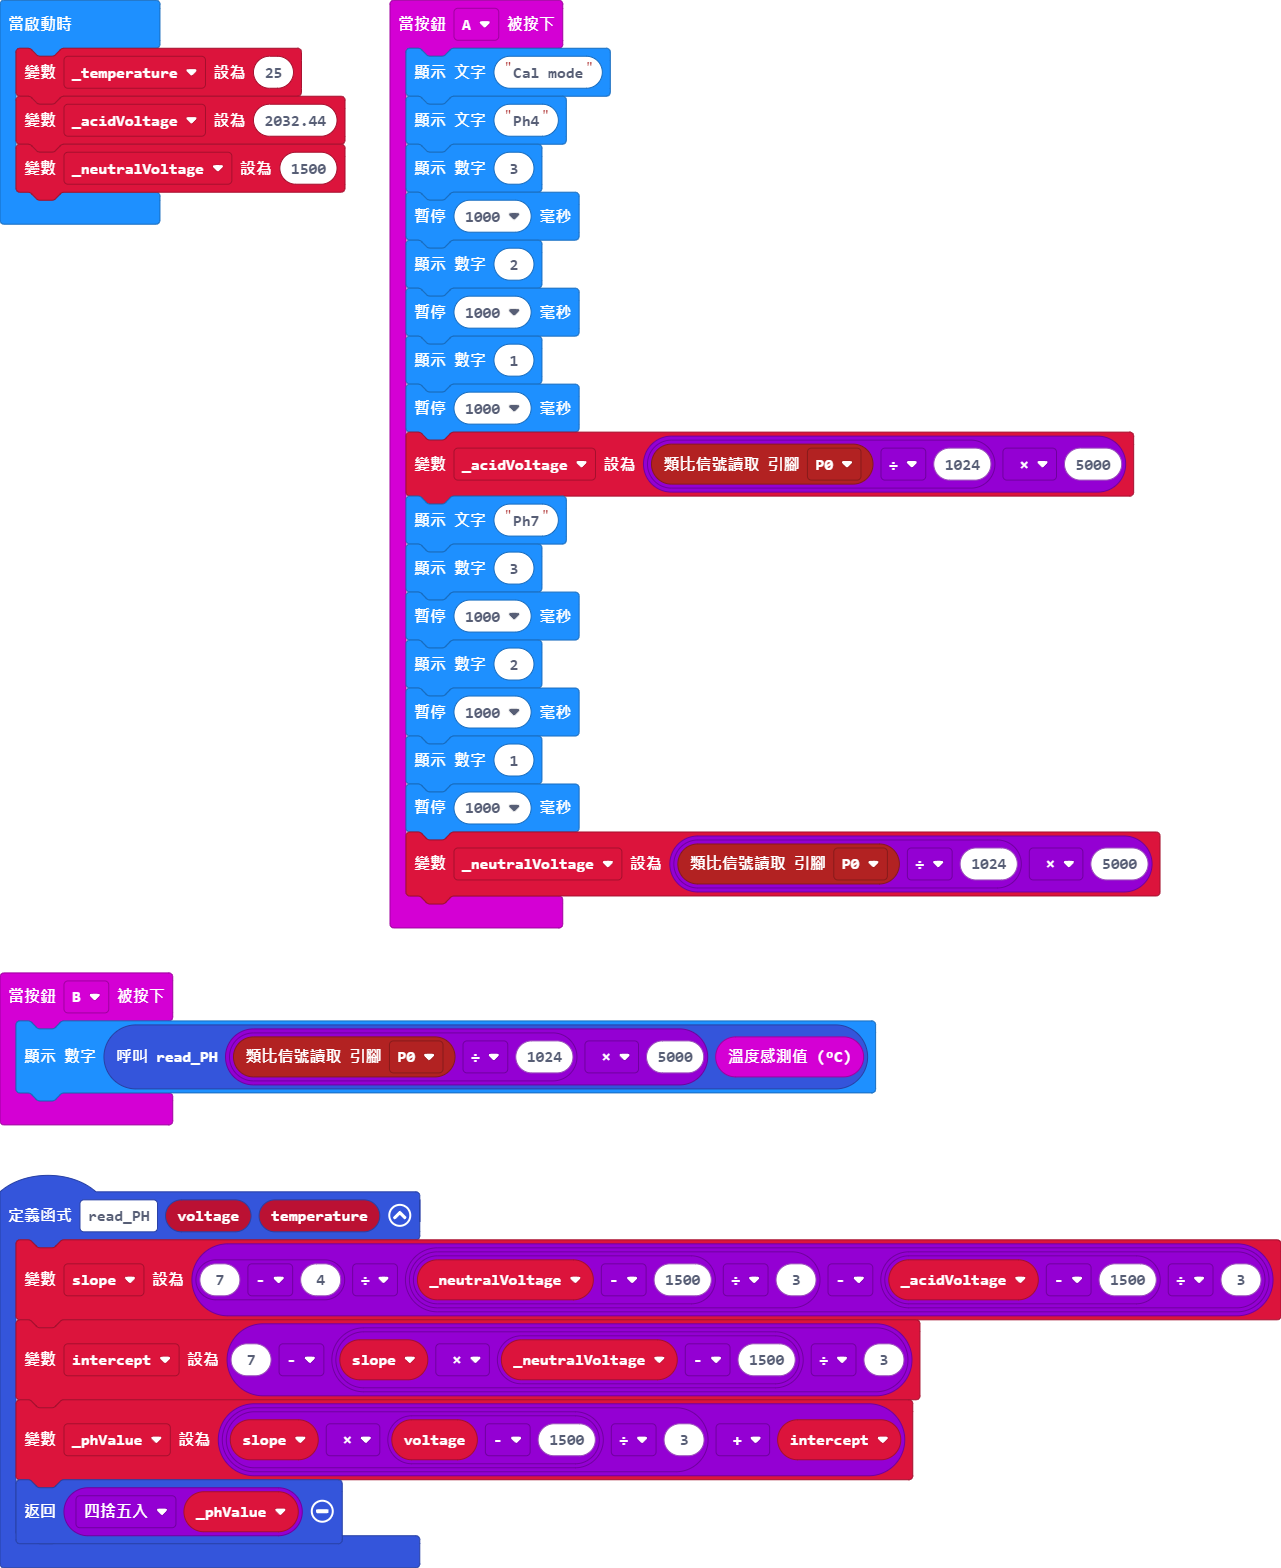 當啟動時
變數 _temperature 設為 25
變數 _acidVoltage 設為 2032.44
變數 _neutralVoltage 設為 1500
當按鈕 A 被按下
顯示 文字 "Cal mode"
顯示 文字 "Ph4"
顯示 數字 3
暫停 1000 毫秒
顯示 數字 2
暫停 1000 毫秒
顯示 數字 1
暫停 1000 毫秒
變數 _acidVoltage 設為 類比信號讀取 引腳 P0 ÷ 1024 × 5000
顯示 文字 "Ph7"
顯示 數字 3
暫停 1000 毫秒
顯示 數字 2
暫停 1000 毫秒
顯示 數字 1
暫停 1000 毫秒
變數 _neutralVoltage 設為 類比信號讀取 引腳 P0 ÷ 1024 × 5000
當按鈕 B 被按下
顯示 數字 呼叫 read_PH 類比信號讀取 引腳 P0 ÷ 1024 × 5000 溫度感測值 (ºC)
定義函式 read_PH voltage temperature
變數 slope 設為 7 - 4 ÷ _neutralVoltage - 1500 ÷ 3 - _acidVoltage - 1500 ÷ 3
變數 intercept 設為 7 - slope × _neutralVoltage - 1500 ÷ 3
變數 _phValue 設為 slope × voltage - 1500 ÷ 3 + intercept
返回 四捨五入 _phValue